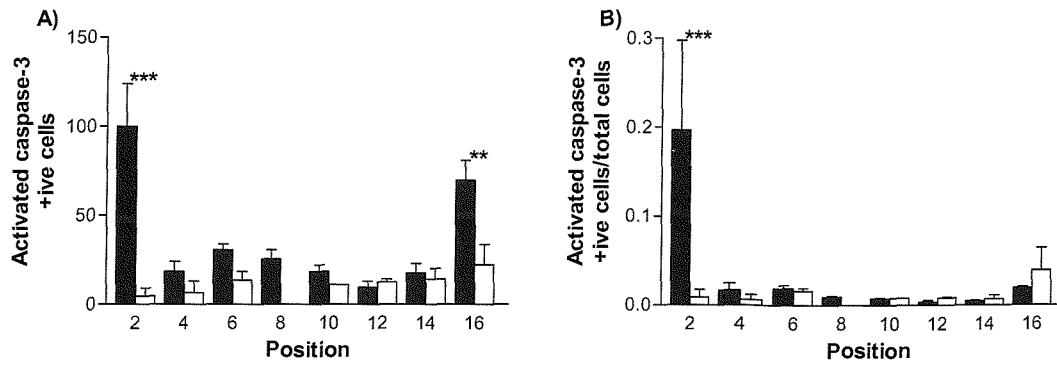 A)
Activated caspase-3
+ive cells
150
100
50
0
***
**
2 4 6 8 10 12 14 16
Position
B)
Activated caspase-3
+ive cells/total cells
0.3
0.2
0.1
0.0
***
2 4 6 8 10 12 14 16
Position